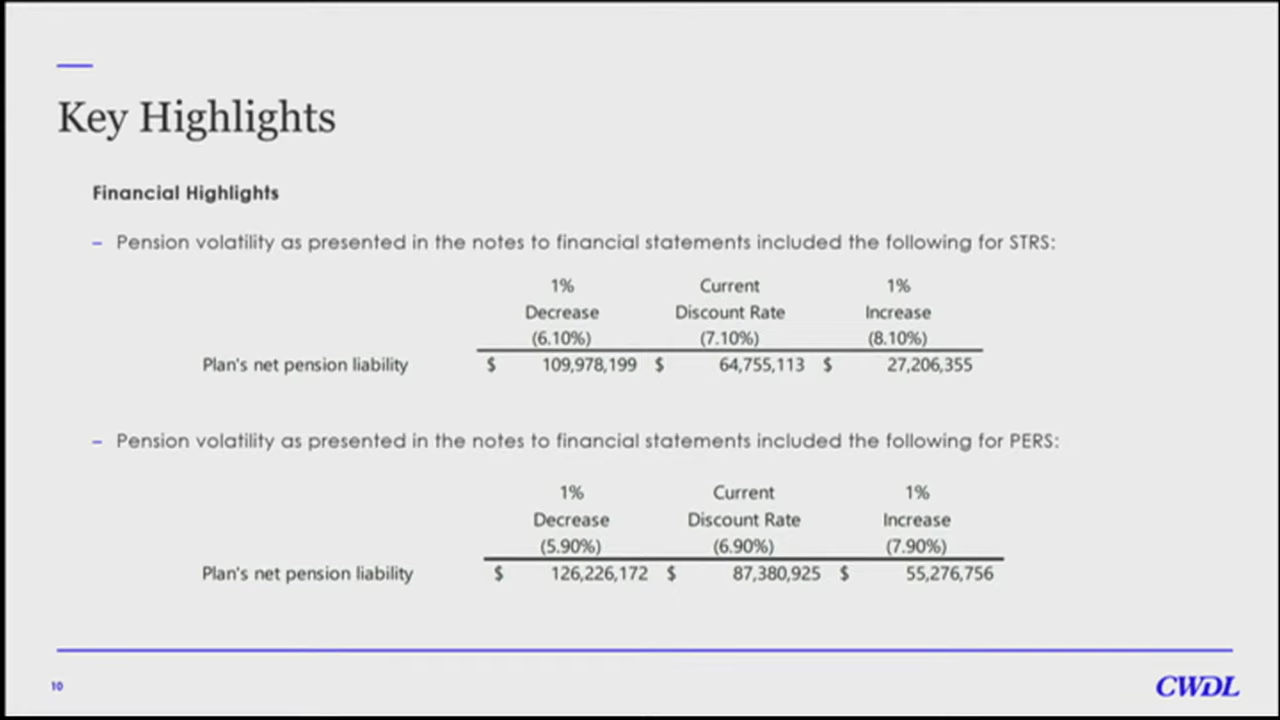 Key Highlights
Financial Highlights
– Pension volatility as presented in the notes to financial statements included the following for STRS:
1% Current 1%
Decrease Discount Rate Increase
(6.10%) (7.10%) (8.10%)
Plan's net pension liability $ 109,978,199 $ 64,755,113 $ 27,206,355
– Pension volatility as presented in the notes to financial statements included the following for PERS:
1% Current 1%
Decrease Discount Rate Increase
(5.90%) (6.90%) (7.90%)
Plan's net pension liability $ 126,226,172 $ 87,380,925 $ 55,276,756
10 CWDL